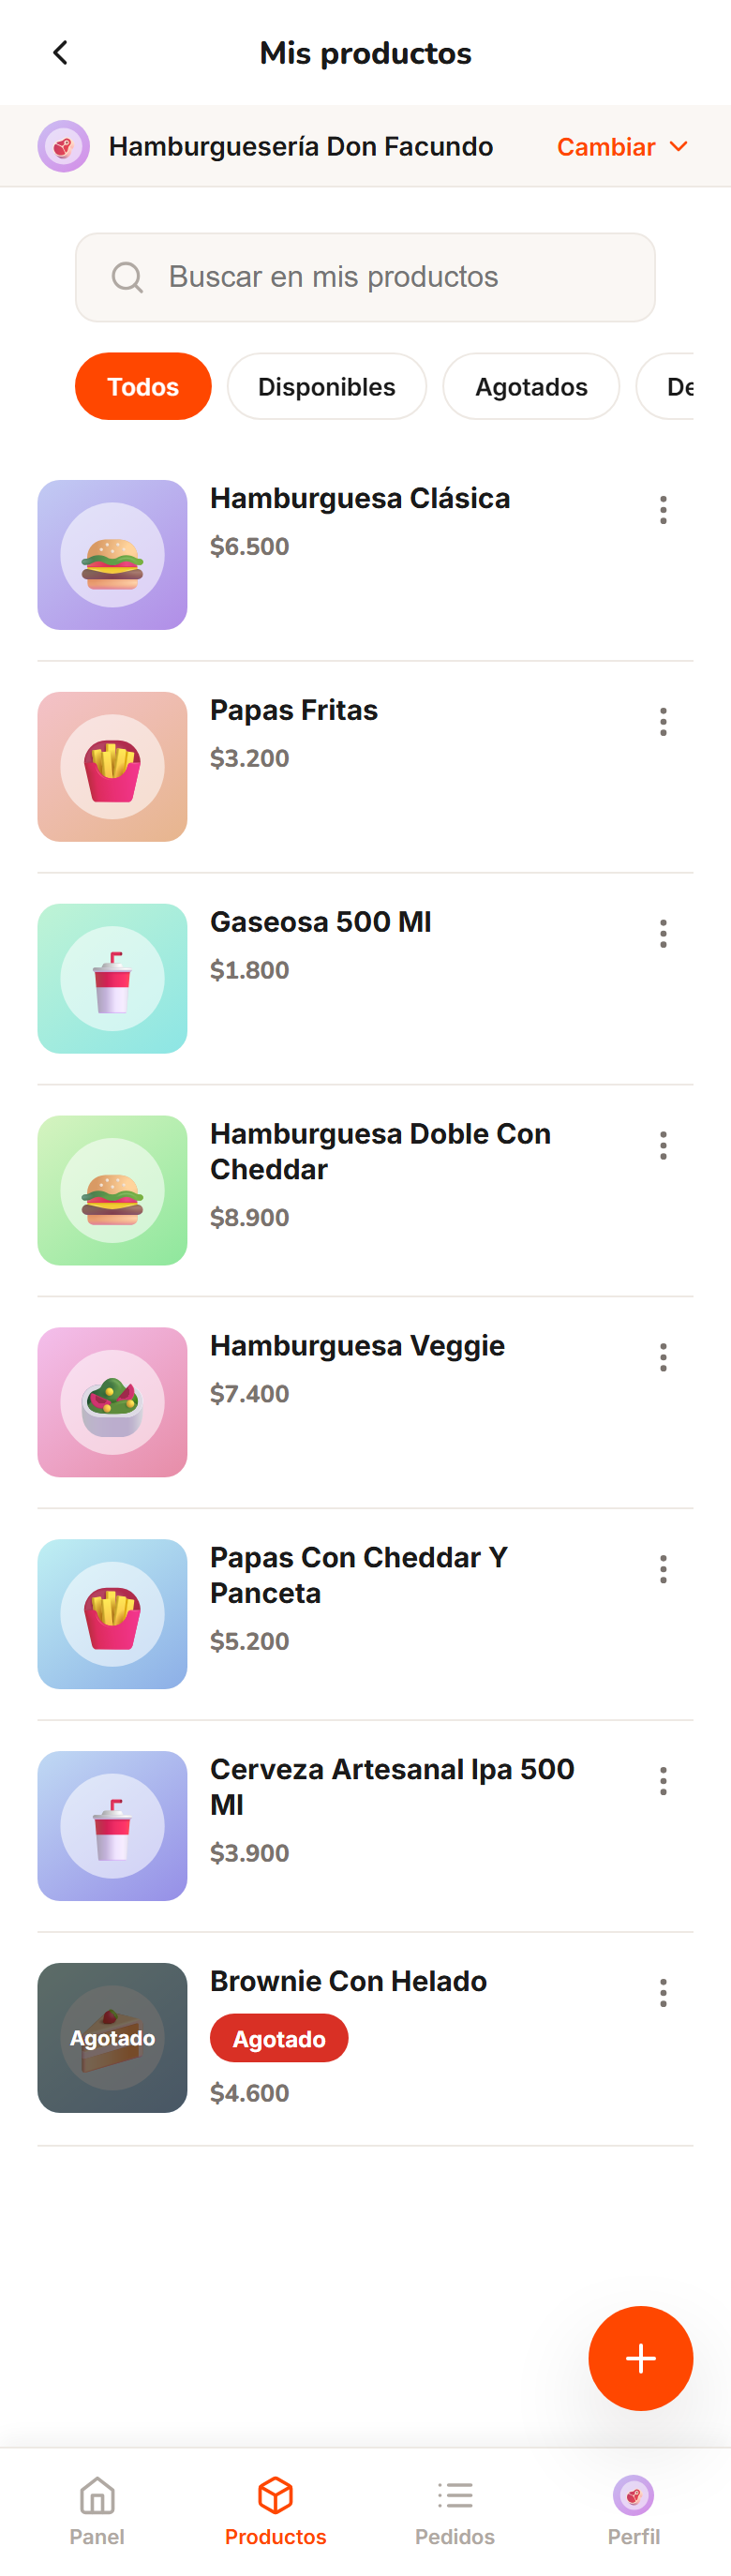 Mis productos
Hamburguesería Don Facundo
Cambiar
Buscar en mis productos
Todos
Disponibles
Agotados
De
Hamburguesa Clásica
$6.500
Papas Fritas
$3.200
Gaseosa 500 Ml
$1.800
Hamburguesa Doble Con
Cheddar
$8.900
Hamburguesa Veggie
$7.400
Papas Con Cheddar Y
Panceta
$5.200
Cerveza Artesanal Ipa 500
Ml
$3.900
Agotado
Brownie Con Helado
Agotado
$4.600
Panel
Productos
Pedidos
Perfil